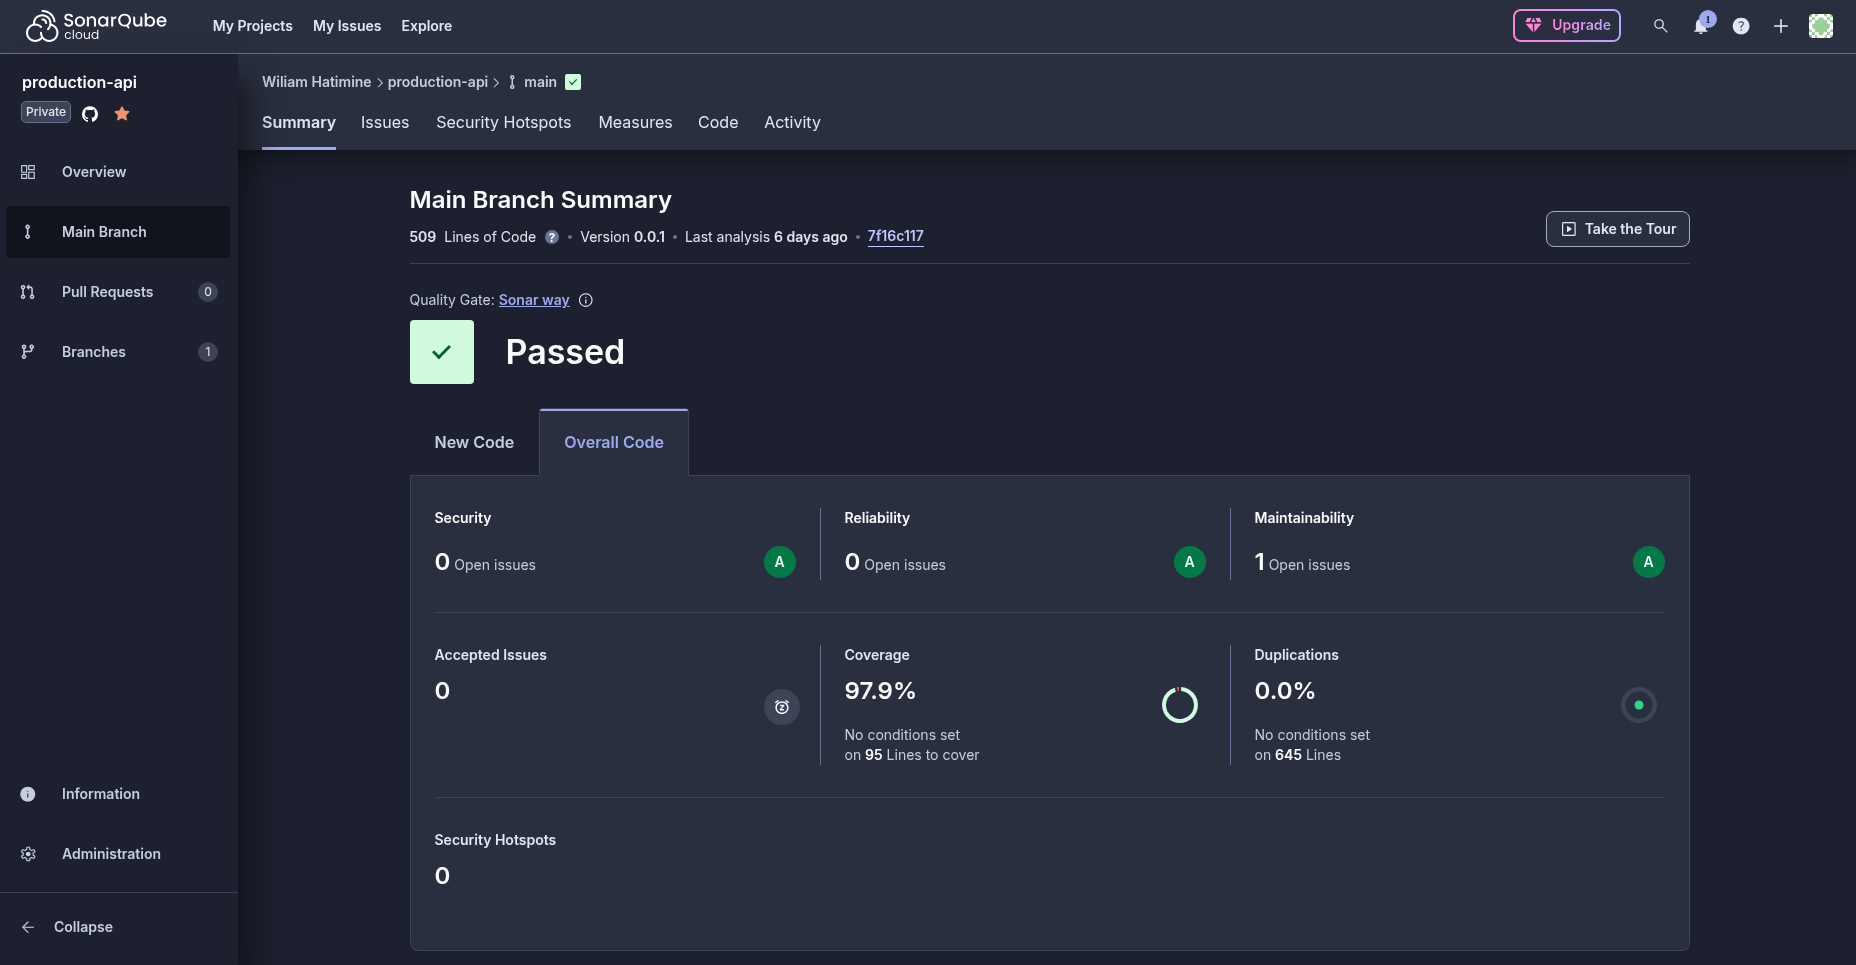 SonarQube cloud
My Projects My Issues Explore
Upgrade
1
production-api
Private
Overview
Main Branch
Pull Requests 0
Branches 1
Information
Administration
Collapse
Wiliam Hatimine > production-api > main
Summary Issues Security Hotspots Measures Code Activity
Main Branch Summary
509 Lines of Code ? • Version 0.0.1 • Last analysis 6 days ago • 7f16c117
Take the Tour
Quality Gate: Sonar way
Passed
New Code Overall Code
Security Reliability Maintainability
0 Open issues A 0 Open issues A 1 Open issues A
Accepted Issues Coverage Duplications
0 97.9% 0.0%
No conditions set No conditions set
on 95 Lines to cover on 645 Lines
Security Hotspots
0